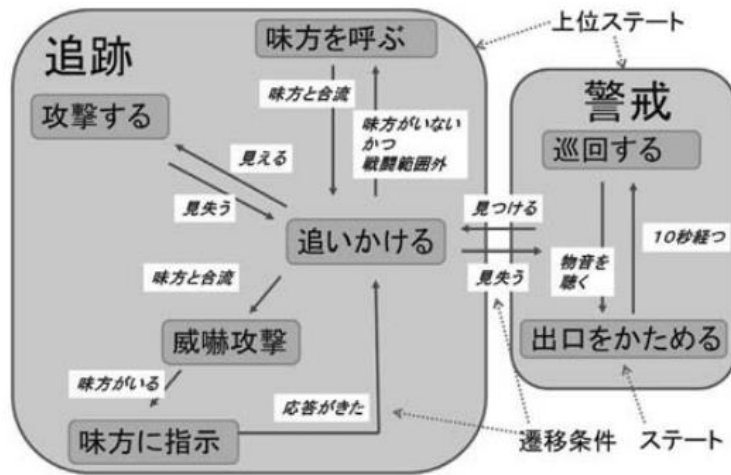 追跡
味方を呼ぶ
上位ステート
攻撃する
味方と合流
味方がいない
かつ
戦闘範囲外
警戒
巡回する
見える
見失う
追いかける
見つける
見失う
10秒経つ
物音を
聴く
味方と合流
威嚇攻撃
出口をかためる
味方がいる
応答がきた
味方に指示
遷移条件
ステート